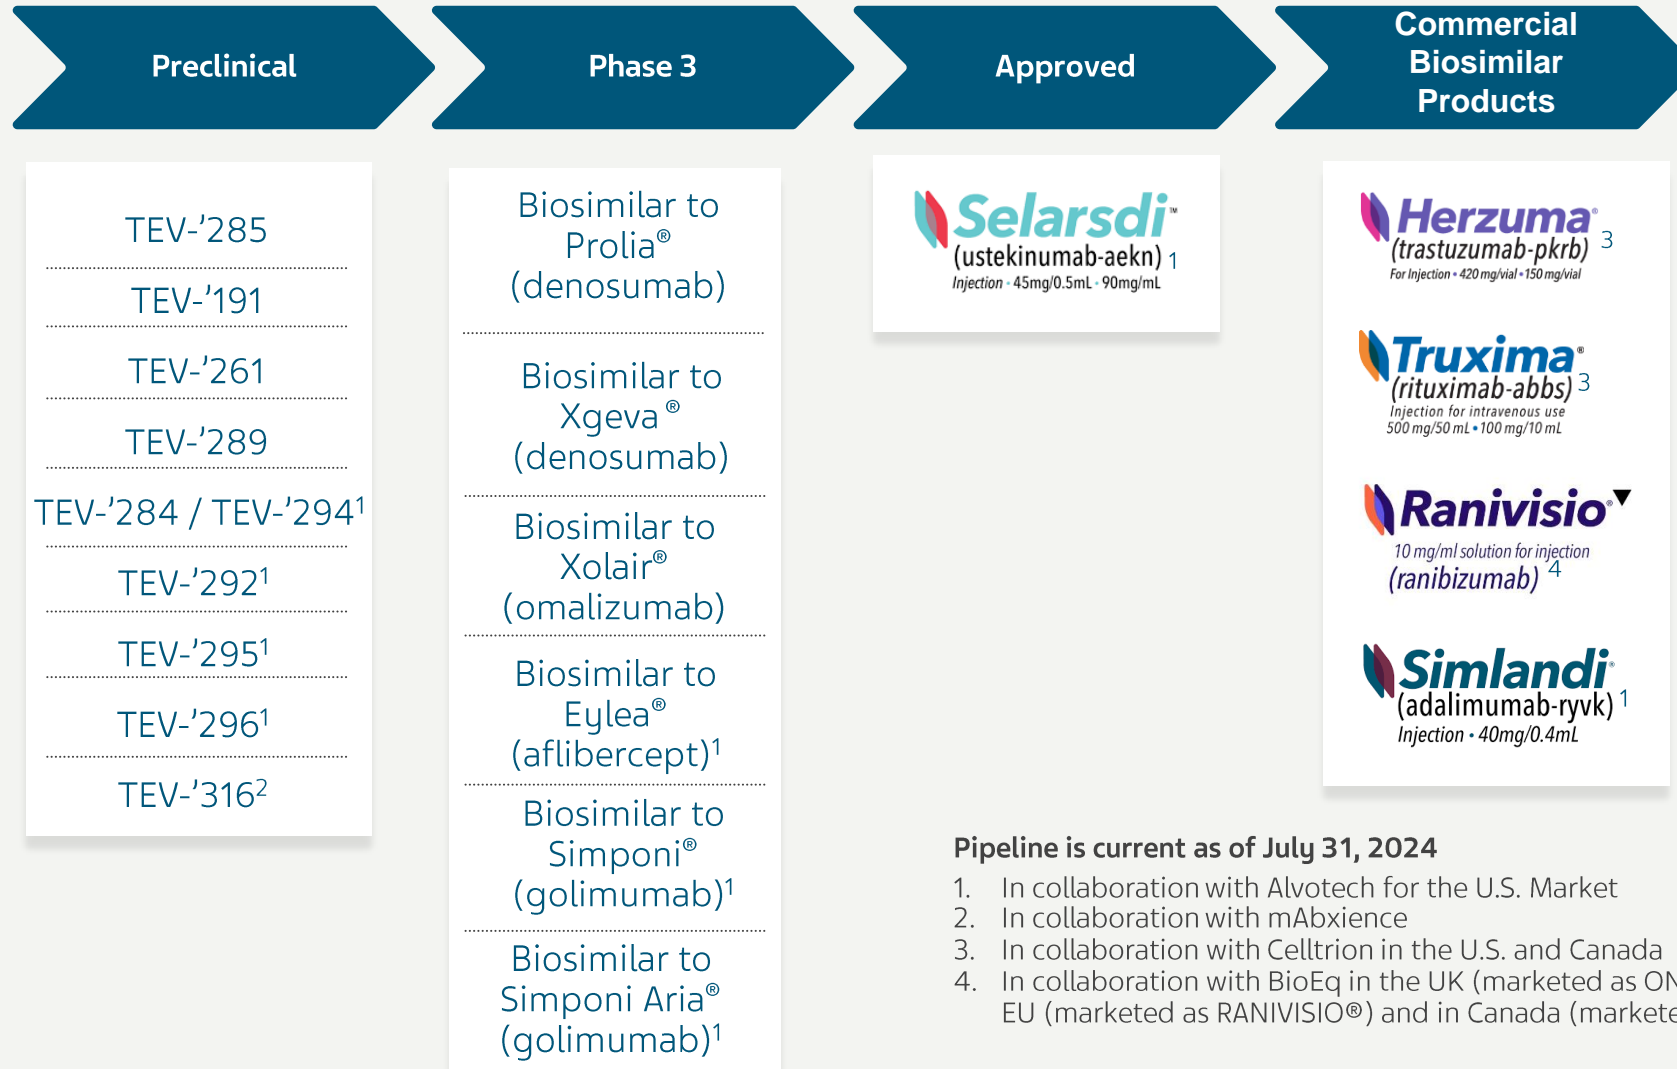 Preclinical
Phase 3
Approved
Commercial
Biosimilar
Products
TEV-’285
TEV-’191
TEV-’261
TEV-’289
TEV-’284 / TEV-’294¹
TEV-’292¹
TEV-’295¹
TEV-’296¹
TEV-’316²
Biosimilar to
Prolia®
(denosumab)
Biosimilar to
Xgeva ®
(denosumab)
Biosimilar to
Xolair®
(omalizumab)
Biosimilar to
Eylea®
(aflibercept)¹
Biosimilar to
Simponi®
(golimumab)¹
Biosimilar to
Simponi Aria®
(golimumab)¹
Selarsdi™
(ustekinumab-aekn) 1
Injection · 45mg/0.5mL · 90mg/mL
Herzuma®
(trastuzumab-pkrb) 3
For Injection • 420 mg/vial • 150 mg/vial
Truxima®
(rituximab-abbs) 3
Injection for intravenous use
500 mg/50 mL • 100 mg/10 mL
Ranivisio®▼
10 mg/ml solution for injection
(ranibizumab) 4
Simlandi®
(adalimumab-ryvk) 1
Injection • 40mg/0.4mL
Pipeline is current as of July 31, 2024
1. In collaboration with Alvotech for the U.S. Market
2. In collaboration with mAbxience
3. In collaboration with Celltrion in the U.S. and Canada
4. In collaboration with BioEq in the UK (marketed as
EU (marketed as RANIVISIO®) and in Canada